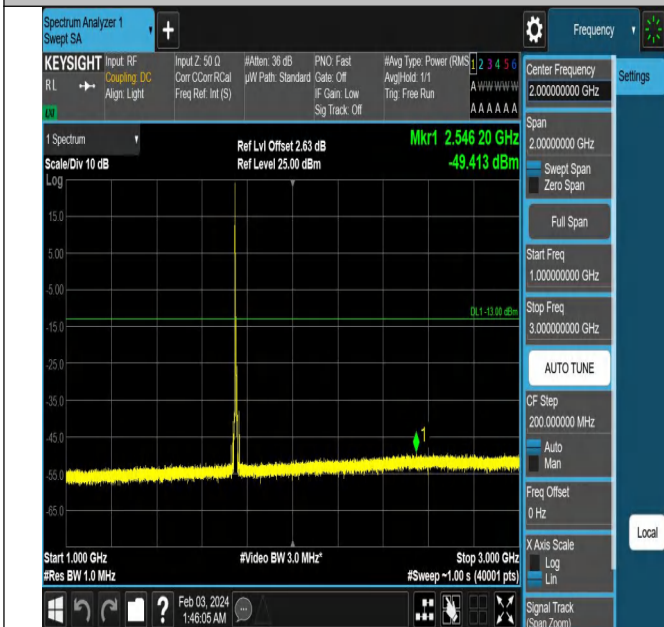 Spectrum Analyzer 1
Swept SA
Frequency
KEYSIGHT
RL
Input: RF
Coupling: DC
Align: Light
Input Z: 50 Ω
Corr CCorr RCal
Freq Ref: Int (S)
#Atten: 36 dB
µW Path: Standard
PNO: Fast
Gate: Off
IF Gain: Low
Sig Track: Off
#Avg Type: Power (RMS
Avg|Hold: 1/1
Trig: Free Run
1 2 3 4 5 6
A W W W W W
A A A A A A
1 Spectrum
Scale/Div 10 dB
Ref Lvl Offset 2.63 dB
Ref Level 25.00 dBm
Mkr1 2.546 20 GHz
-49.413 dBm
Log
15.0
5.00
-5.00
-15.0
-25.0
-35.0
-45.0
-55.0
-65.0
DL1 -13.00 dBm
1
Start 1.000 GHz
#Res BW 1.0 MHz
#Video BW 3.0 MHz*
Stop 3.000 GHz
#Sweep ~1.00 s (40001 pts)
Feb 03, 2024
1:46:05 AM
Center Frequency
2.00000000 GHz
Settings
Span
2.00000000 GHz
Swept Span
Zero Span
Full Span
Start Freq
1.000000000 GHz
Stop Freq
3.000000000 GHz
AUTO TUNE
CF Step
200.000000 MHz
Auto
Man
Freq Offset
0 Hz
X Axis Scale
Log
Lin
Local
Signal Track
(Span Zoom)